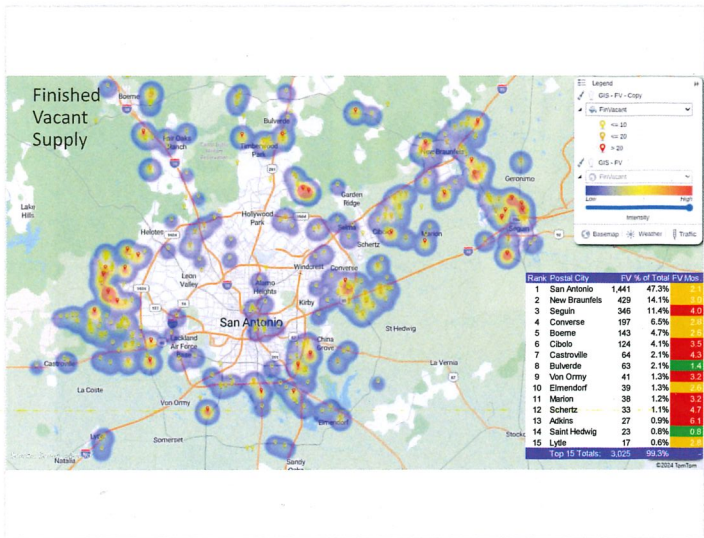 Finished
Vacant
Supply
Legend
GIS - FV - Copy
FinVacant
<= 10
<= 20
> 20
GIS - FV
FinVacant
Low
High
Intensity
Basemap
Weather
Traffic
Boerne
Fair Oaks
Ranch
Bulverde
Timberwood
Park
New Braunfels
Geronimo
Seguin
Garden
Ridge
Lake
Hills
Hollywood
Park
Selma
Cibolo
Marion
Schertz
Helotes
Leon
Valley
Windcrest
Converse
Alamo
Heights
Kirby
San Antonio
St Hedwig
Lackland
Air Force
Base
China
Grove
Castroville
La Coste
La Vernia
Von Ormy
Elmendorf
Somerset
Lytle
Natalia
Sandy
Rank Postal City FV % of Total FV Mos.
1 San Antonio 1,441 47.3% 2.1
2 New Braunfels 429 14.1% 3.0
3 Seguin 346 11.4% 4.0
4 Converse 197 6.5%
5 Boerne 143 4.7%
6 Cibolo 124 4.1% 3.5
7 Castroville 64 2.1% 4.3
8 Bulverde 63 2.1% 1.4
9 Von Ormy 41 1.3% 3.2
10 Elmendorf 39 1.3%
11 Marion 38 1.2% 3.2
12 Schertz 33 1.1% 4.7
13 Adkins 27 0.9% 6.1
14 Saint Hedwig 23 0.8% 0.8
15 Lytle 17 0.6%
Top 15 Totals: 3,025 99.3%
©2024 TomTom